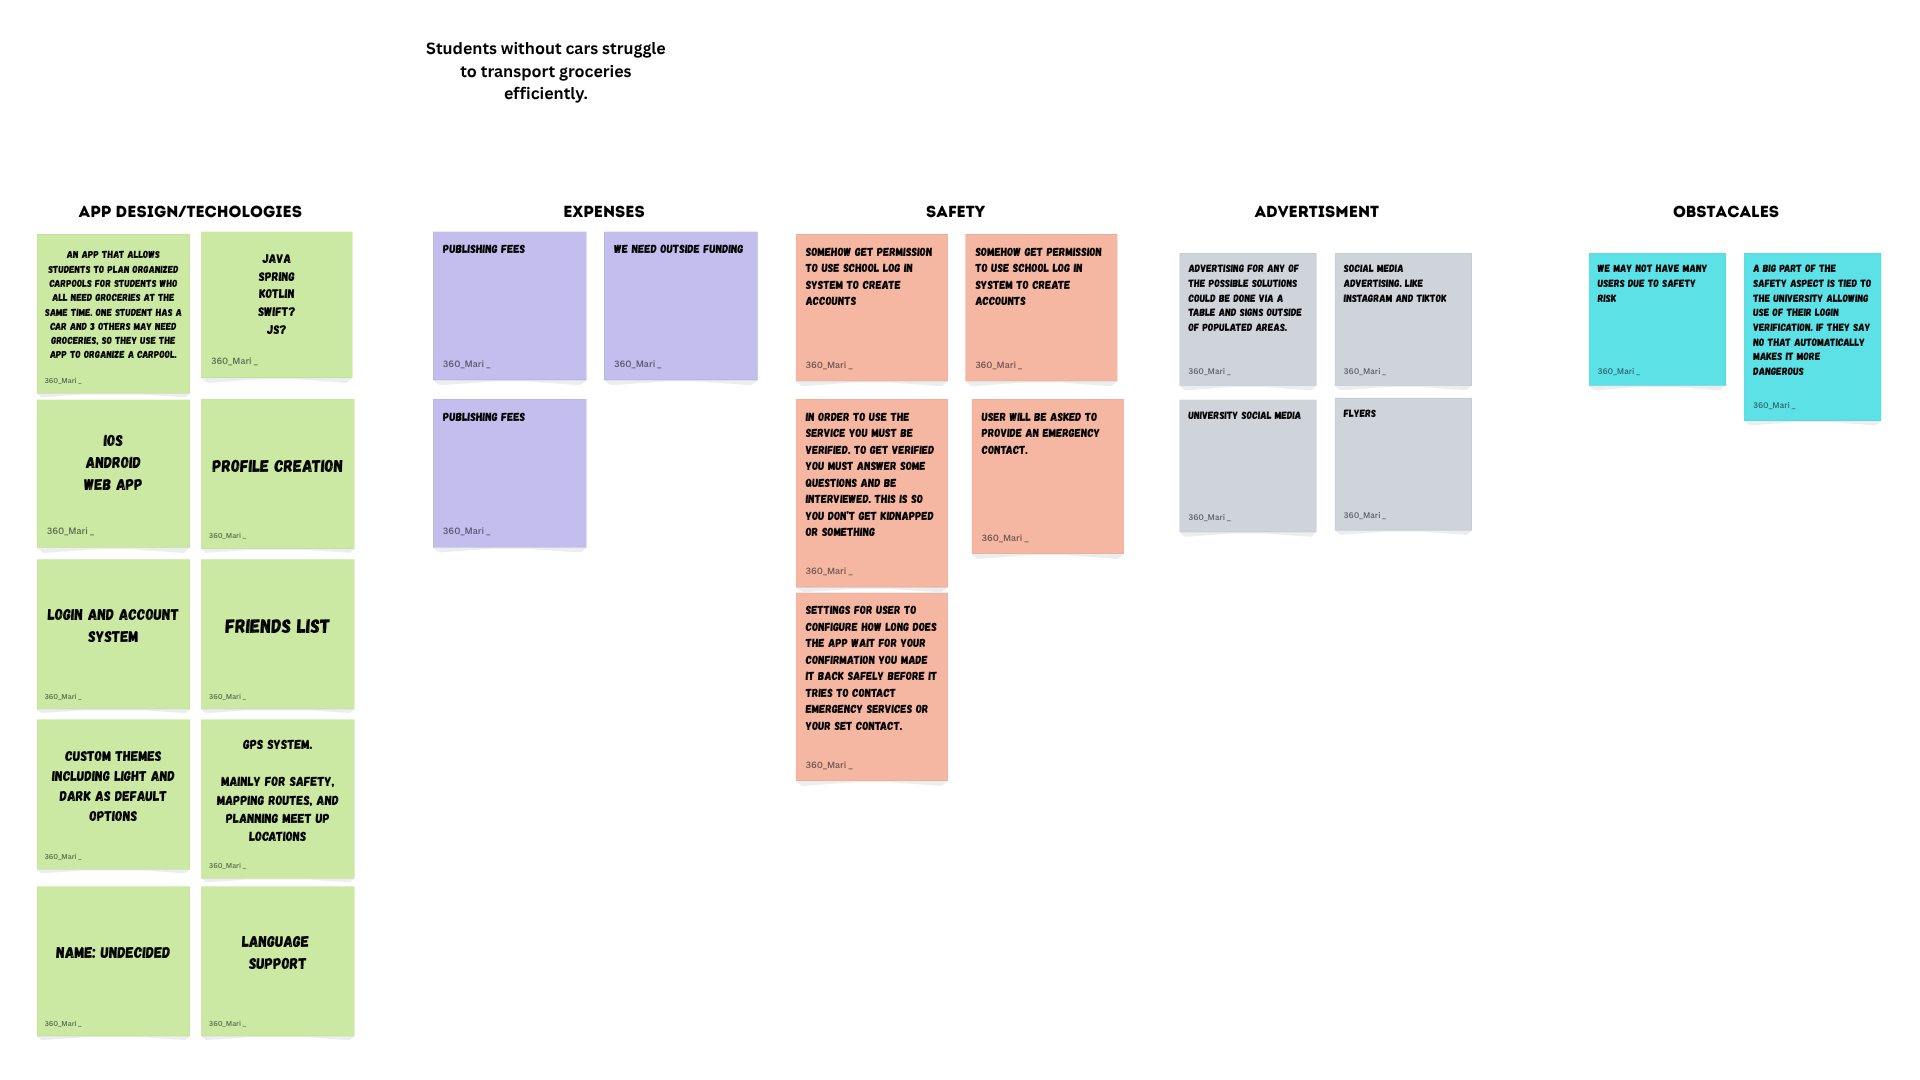 Students without cars struggle
to transport groceries
efficiently.
APP DESIGN/TECHOLOGIES
AN APP THAT ALLOWS
STUDENTS TO PLAN ORGANIZED
CARPOOLS FOR STUDENTS WHO
ALL NEED GROCERIES AT THE
SAME TIME. ONE STUDENT HAS A
CAR AND 3 OTHERS MAY NEED
GROCERIES, SO THEY USE THE
APP TO ORGANIZE A CARPOOL.
360_Mari _
JAVA
SPRING
KOTLIN
SWIFT?
JS?
360_Mari _
IOS
ANDROID
WEB APP
360_Mari _
PROFILE CREATION
360_Mari _
LOGIN AND ACCOUNT
SYSTEM
360_Mari _
FRIENDS LIST
360_Mari _
CUSTOM THEMES
INCLUDING LIGHT AND
DARK AS DEFAULT
OPTIONS
360_Mari _
GPS SYSTEM.
MAINLY FOR SAFETY,
MAPPING ROUTES, AND
PLANNING MEET UP
LOCATIONS
360_Mari _
NAME: UNDECIDED
360_Mari _
LANGUAGE
SUPPORT
360_Mari _
EXPENSES
PUBLISHING FEES
360_Mari _
WE NEED OUTSIDE FUNDING
360_Mari _
PUBLISHING FEES
360_Mari _
SAFETY
SOMEHOW GET PERMISSION
TO USE SCHOOL LOG IN
SYSTEM TO CREATE
ACCOUNTS
360_Mari _
SOMEHOW GET PERMISSION
TO USE SCHOOL LOG IN
SYSTEM TO CREATE
ACCOUNTS
360_Mari _
IN ORDER TO USE THE
SERVICE YOU MUST BE
VERIFIED. TO GET VERIFIED
YOU MUST ANSWER SOME
QUESTIONS AND BE
INTERVIEWED. THIS IS SO
YOU DON'T GET KIDNAPPED
OR SOMETHING
360_Mari _
USER WILL BE ASKED TO
PROVIDE AN EMERGENCY
CONTACT.
360_Mari _
SETTINGS FOR USER TO
CONFIGURE HOW LONG DOES
THE APP WAIT FOR YOUR
CONFIRMATION YOU MADE
IT BACK SAFELY BEFORE IT
TRIES TO CONTACT
EMERGENCY SERVICES OR
YOUR SET CONTACT.
360_Mari _
ADVERTISMENT
ADVERTISING FOR ANY OF
THE POSSIBLE SOLUTIONS
COULD BE DONE VIA A
TABLE AND SIGNS OUTSIDE
OF POPULATED AREAS.
360_Mari _
SOCIAL MEDIA
ADVERTISING. LIKE
INSTAGRAM AND TIKTOK
360_Mari _
UNIVERSITY SOCIAL MEDIA
360_Mari _
FLYERS
360_Mari _
OBSTACALES
WE MAY NOT HAVE MANY
USERS DUE TO SAFETY
RISK
360_Mari _
A BIG PART OF THE
SAFETY ASPECT IS TIED TO
THE UNIVERSITY ALLOWING
USE OF THEIR LOGIN
VERIFICATION. IF THEY SAY
NO THAT AUTOMATICALLY
MAKES IT MORE
DANGEROUS
360_Mari _